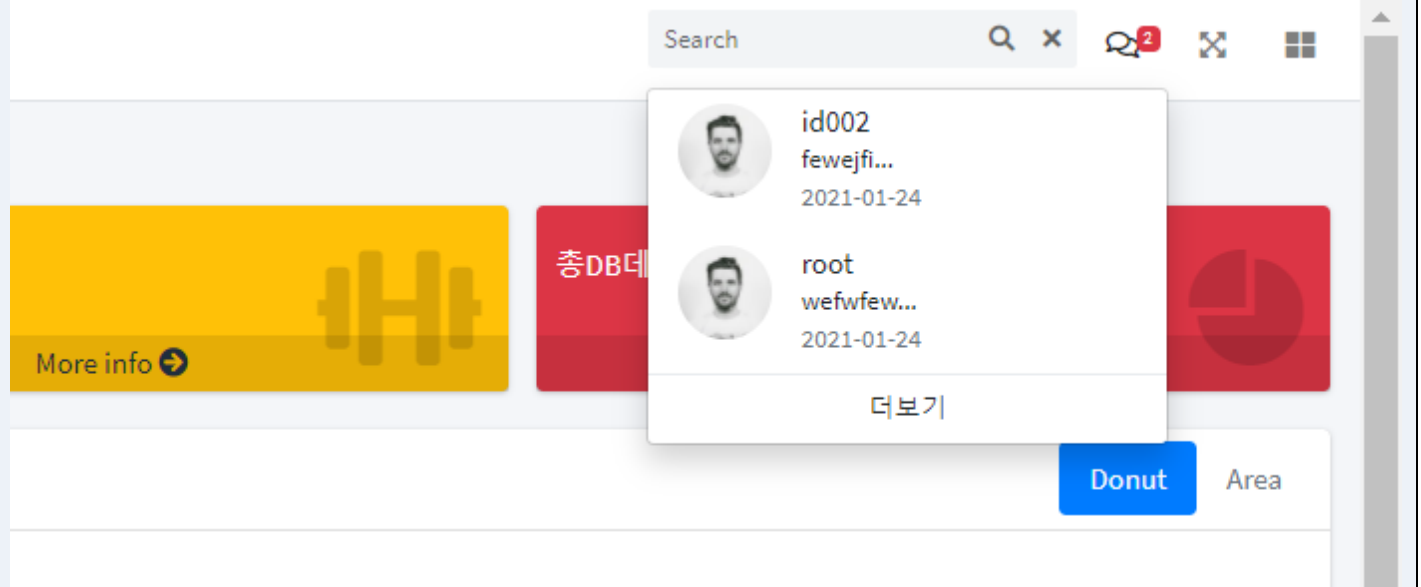 Search
2
id002
fewejfi...
2021-01-24
root
wefwfew...
2021-01-24
더보기
총DB데
More info
Donut
Area